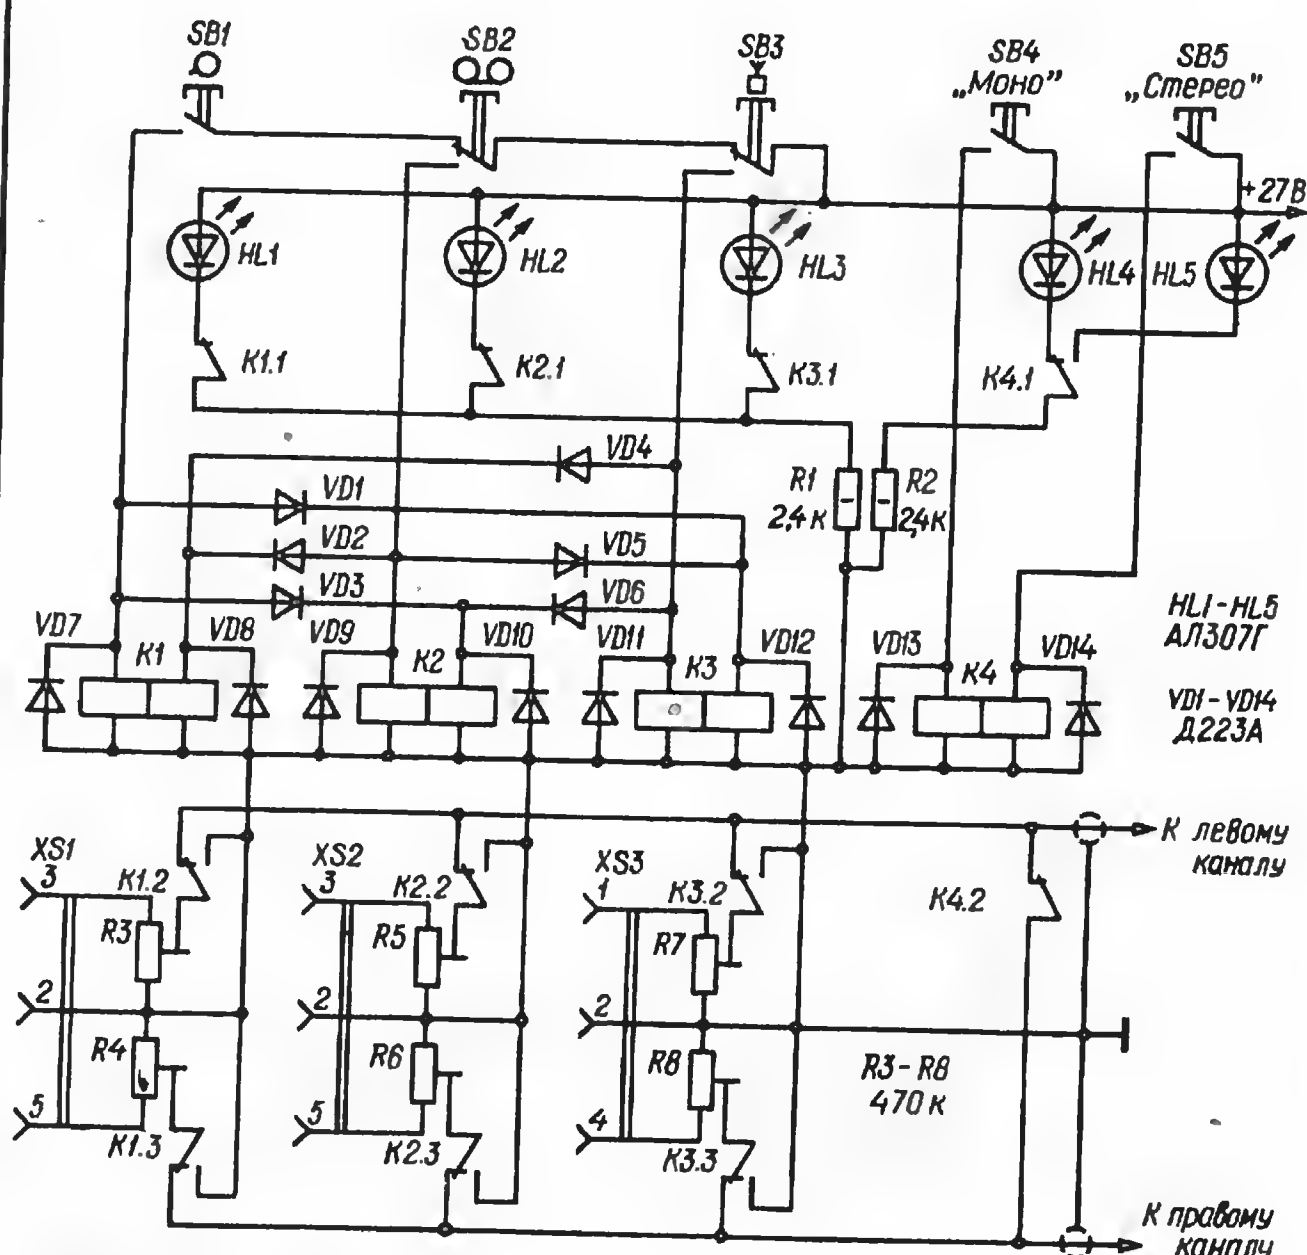 SB1
SB2
SB3
SB4
„Моно"
SB5
„Стерео"
+27В
HL1
HL2
HL3
HL4
HL5
K1.1
K2.1
K3.1
K4.1
VD4
VD1
R1
2,4 к
R2
2,4к
VD2
VD5
VD3
VD6
HL1-HL5
АЛ307Г
VD7
K1
VD8
VD9
K2
VD10
VD11
K3
VD12
VD13
K4
VD14
VD1-VD14
Д223А
К левому
каналу
XS1
3
K1.2
XS2
3
K2.2
XS3
1
K3.2
K4.2
R3
R5
R7
2
2
2
R4
R6
R8
R3-R8
470 к
5
K1.3
5
K2.3
4
K3.3
К правому
каналу